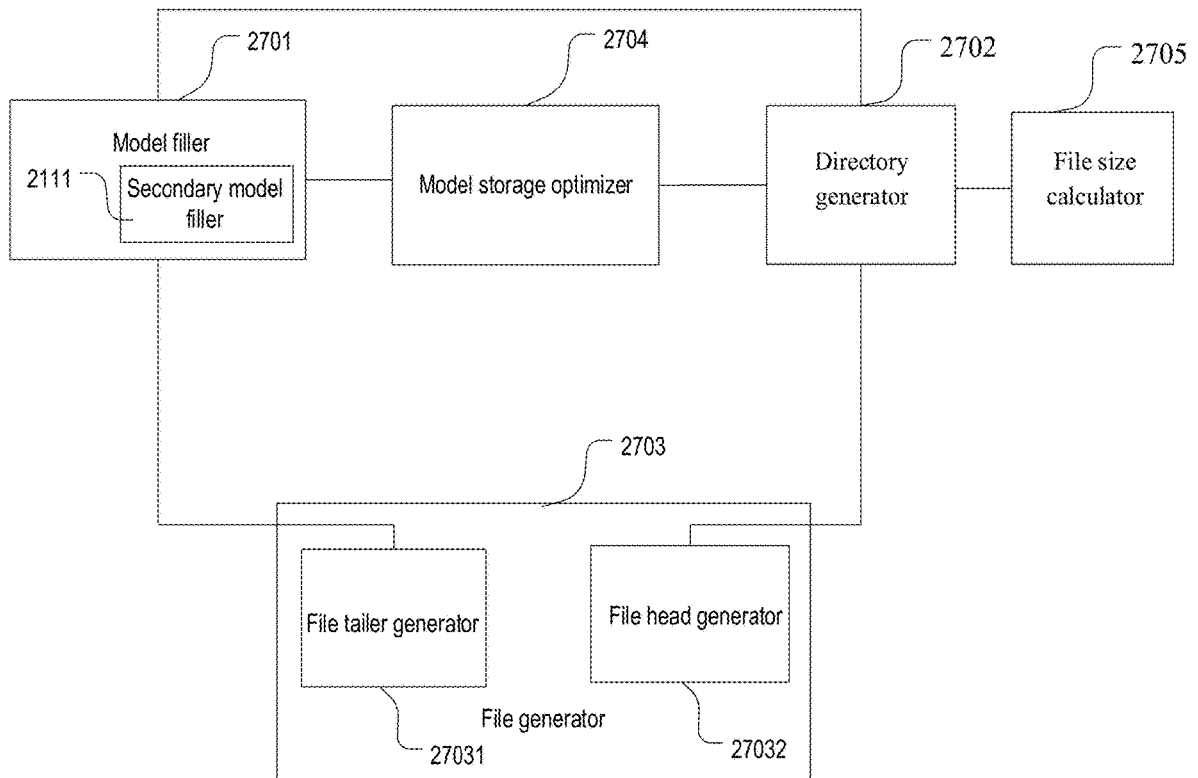 2701
2704
2702
2705
Model filler
2111
Secondary model
filler
Model storage optimizer
Directory
generator
File size
calculator
2703
File tailer generator
File head generator
File generator
27031
27032